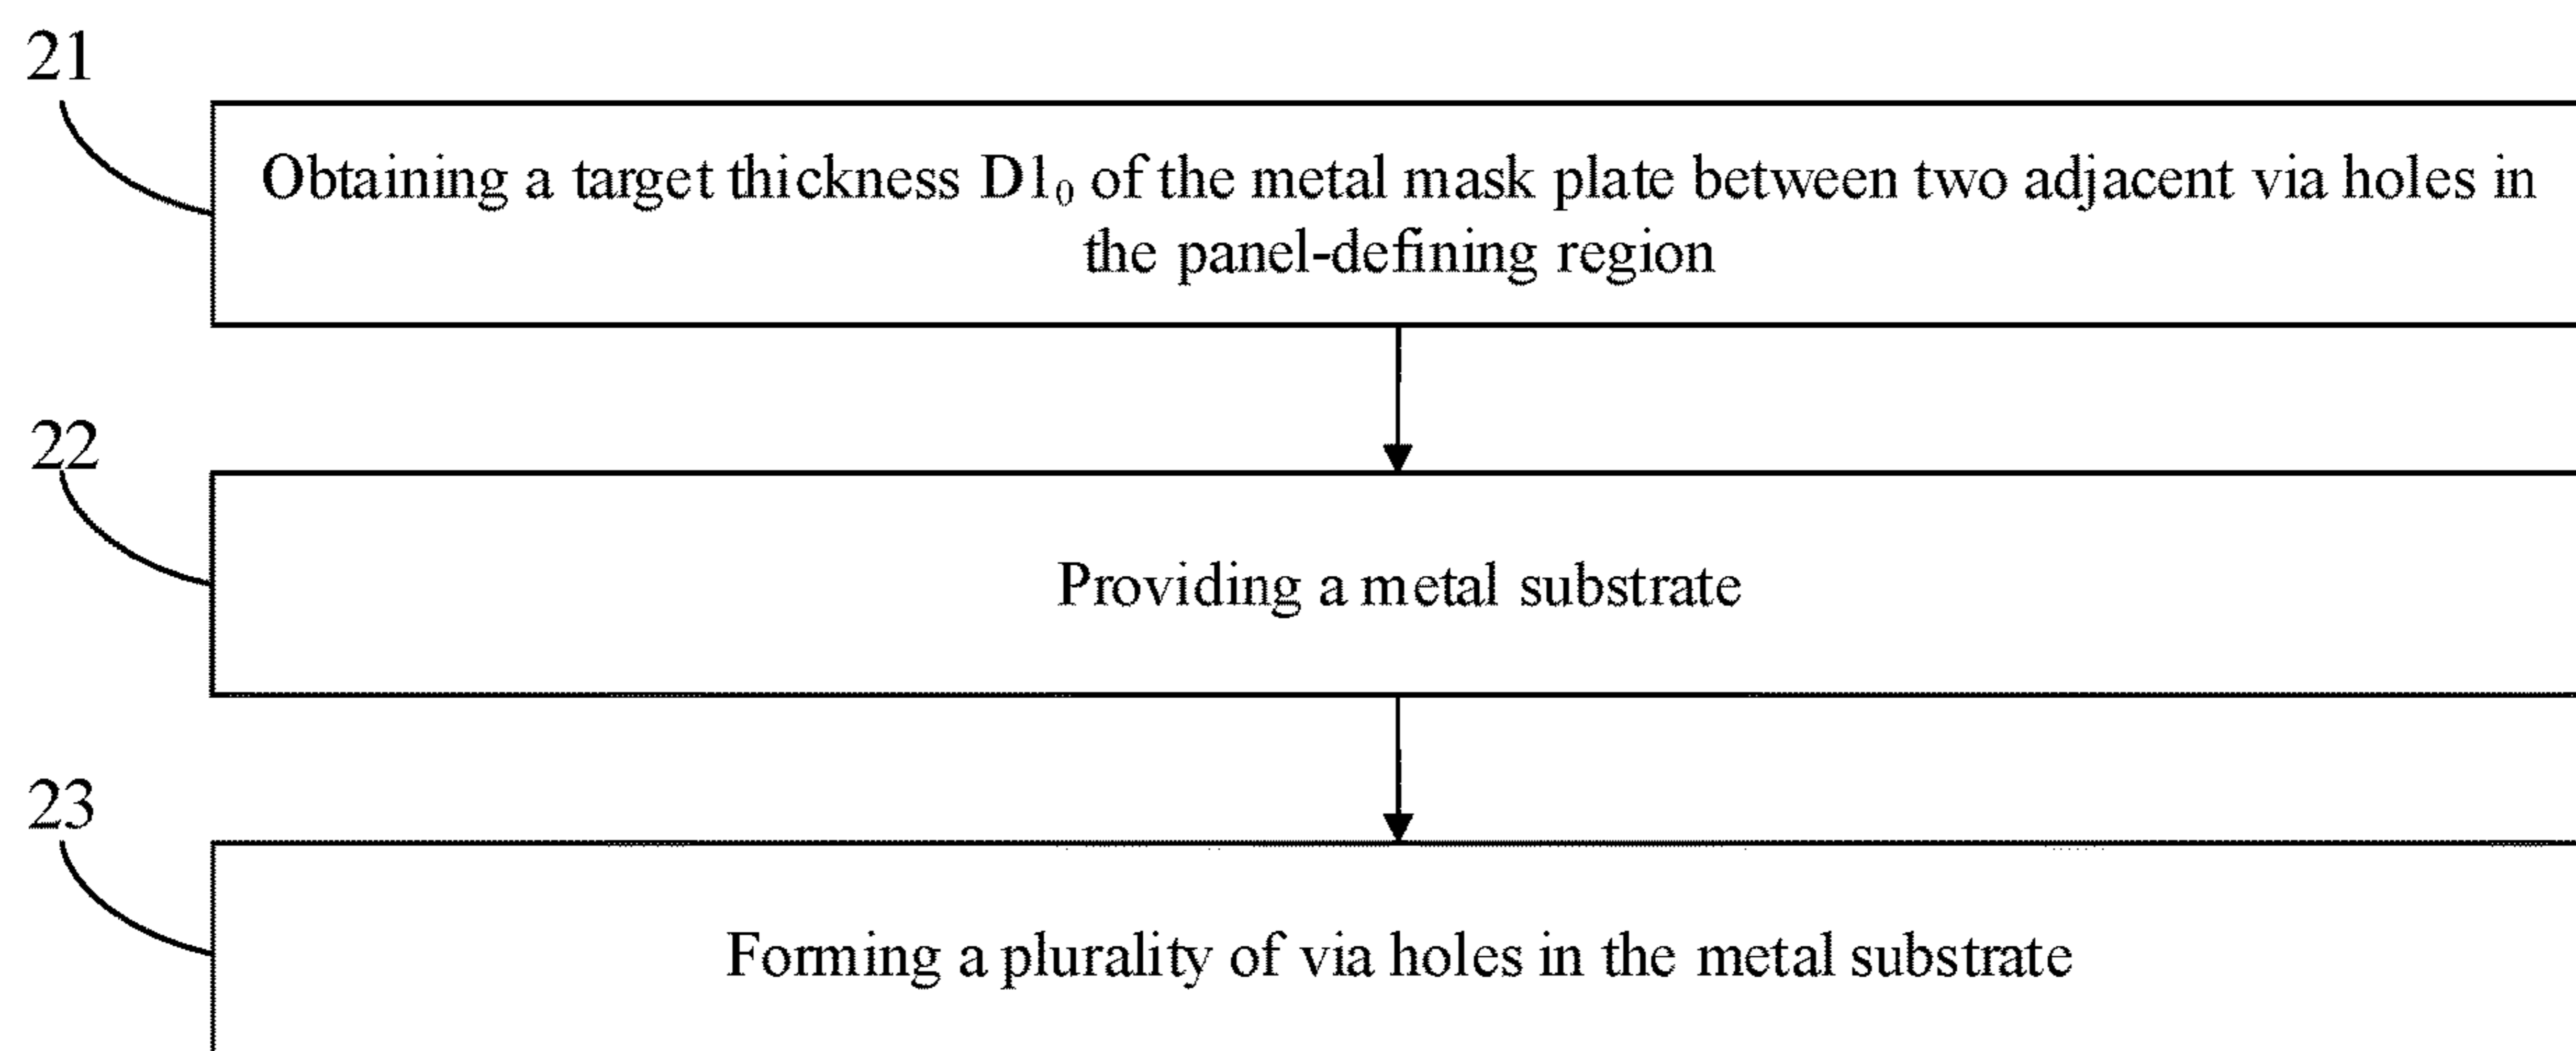 21
Obtaining a target thickness D1₀ of the metal mask plate between two adjacent via holes in
the panel-defining region
22
Providing a metal substrate
23
Forming a plurality of via holes in the metal substrate